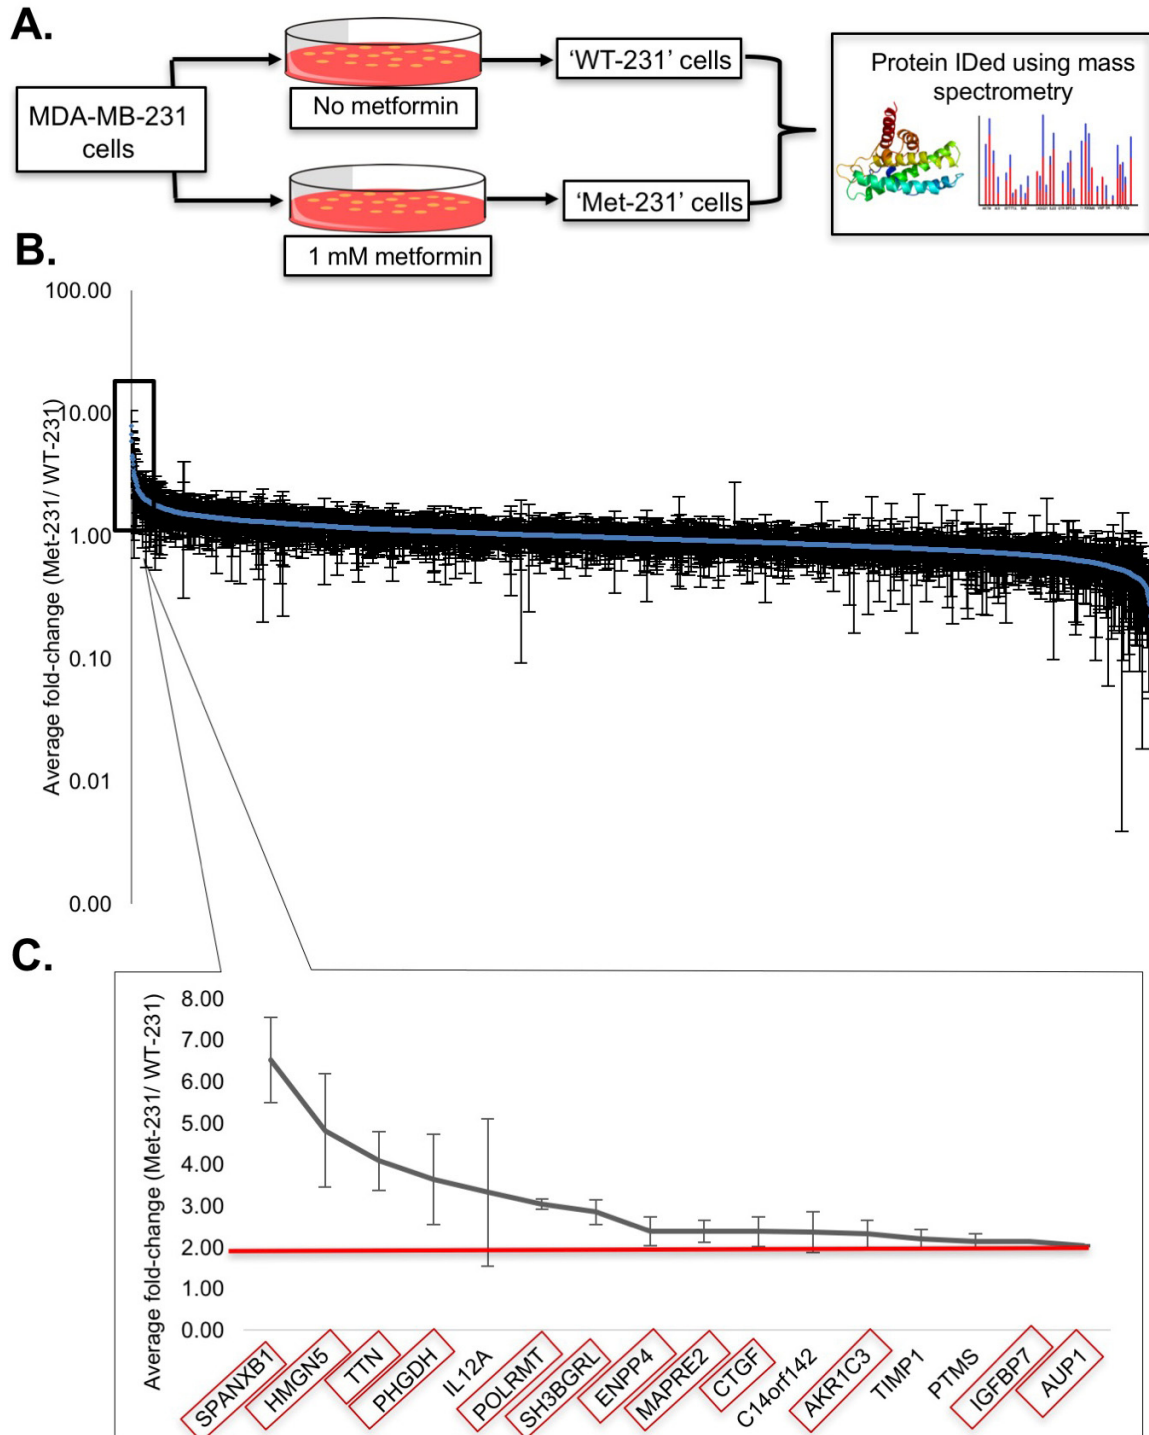 A.
MDA-MB-231
cells
No metformin
1 mM metformin
‘WT-231’ cells
‘Met-231’ cells
Protein IDed using mass
spectrometry
B.
Average fold-change (Met-231/ WT-231)
100.00
10.00
1.00
0.10
0.01
0.00
C.
Average fold-change (Met-231/ WT-231)
8.00
7.00
6.00
5.00
4.00
3.00
2.00
1.00
0.00
SPANXB1
HMGN5
TTN
PHGDH
IL12A
POLRMT
SH3BGRL
ENPP4
MAPRE2
CTGF
C14orf142
AKR1C3
TIMP1
PTMS
IGFBP7
AUP1